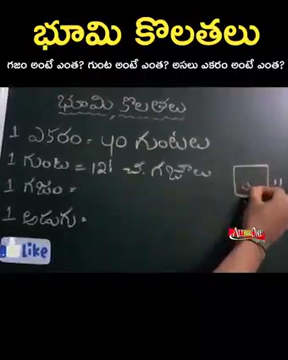 భూమి కొలతలు
గజం అంటే ఎంత? గుంట అంటే ఎంత? అసలు ఎకరం అంటే ఎంత?
భూమి కొలతలు
1 ఎకరం = 40 గుంటలు
1 గుంట = 121 చ. గజాలు
1 గజం =
1 అడుగు =
Like